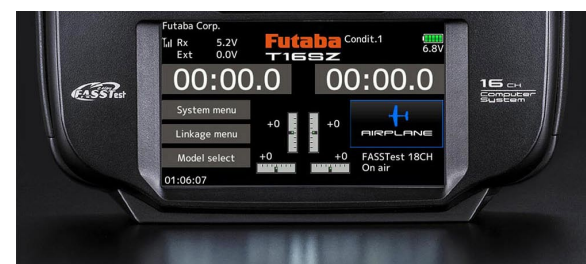 Futaba Corp.
Rx 5.2V
Ext 0.0V
Futaba
T16SZ
Condit.1
6.8V
00:00.0
00:00.0
FASSTest
16 CH
Computer
System
System menu
Linkage menu
Model select
+0
+0
+0
+0
AIRPLANE
FASSTest 18CH
On air
01:06:07